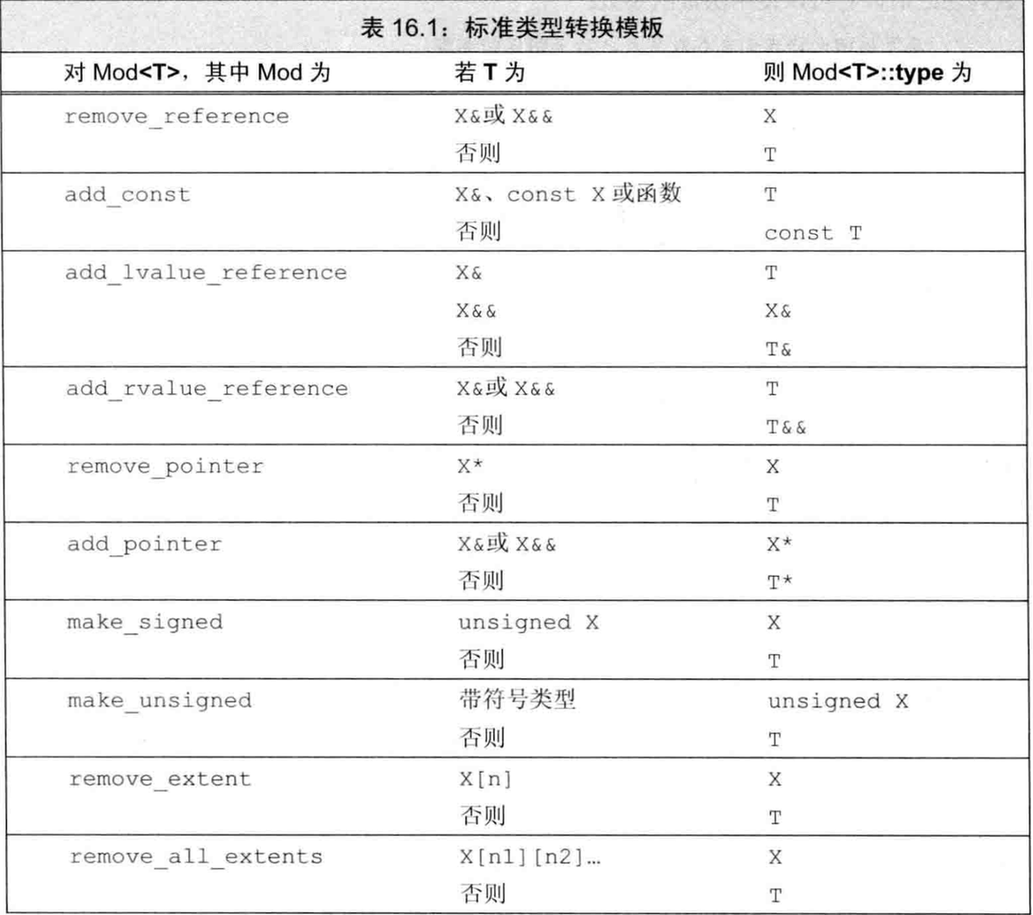 表 16.1：标准类型转换模板
对 Mod<T>，其中 Mod 为 若 T 为 则 Mod<T>::type 为
remove_reference X&或 X&& X
否则 T
add_const X&、const X 或函数 T
否则 const T
add_lvalue_reference X& T
X&& X&
否则 T&
add_rvalue_reference X&或 X&& T
否则 T&&
remove_pointer X* X
否则 T
add_pointer X&或 X&& X*
否则 T*
make_signed unsigned X X
否则 T
make_unsigned 带符号类型 unsigned X
否则 T
remove_extent X[n] X
否则 T
remove_all_extents X[n1][n2]… X
否则 T